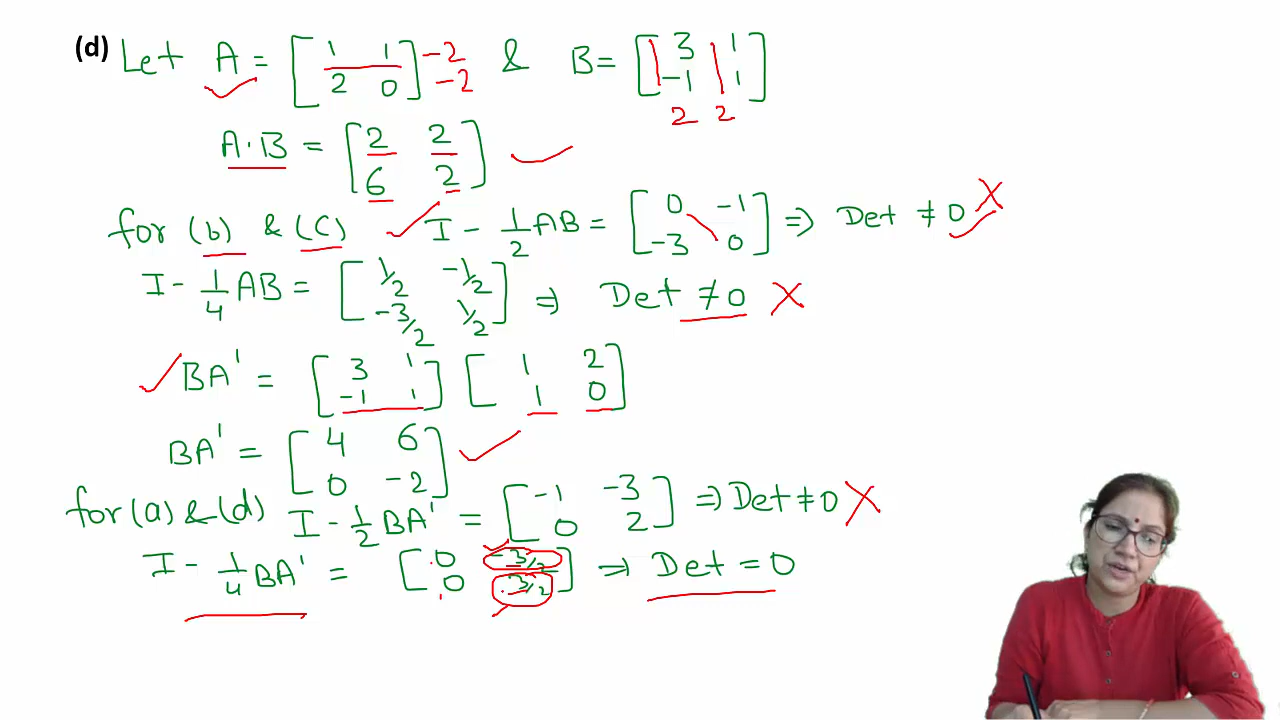 (d) Let A = [1 1; 2 0] -2 -2 & B = [3 1; -1 1] 2 2
A·B = [2 2; 6 2]
for (b) & (c) I - 1/2 AB = [0 -1; -3 0] ⇒ Det ≠ 0 X
I - 1/4 AB = [1/2 -1/2; -3/2 1/2] ⇒ Det ≠ 0 X
BA' = [3 1; -1 1] [1 2; 1 0]
BA' = [4 6; 0 -2]
for (a) & (d) I - 1/2 BA' = [-1 -3; 0 2] ⇒ Det ≠ 0 X
I - 1/4 BA' = [0 -3/2; 0 3/2] ⇒ Det = 0